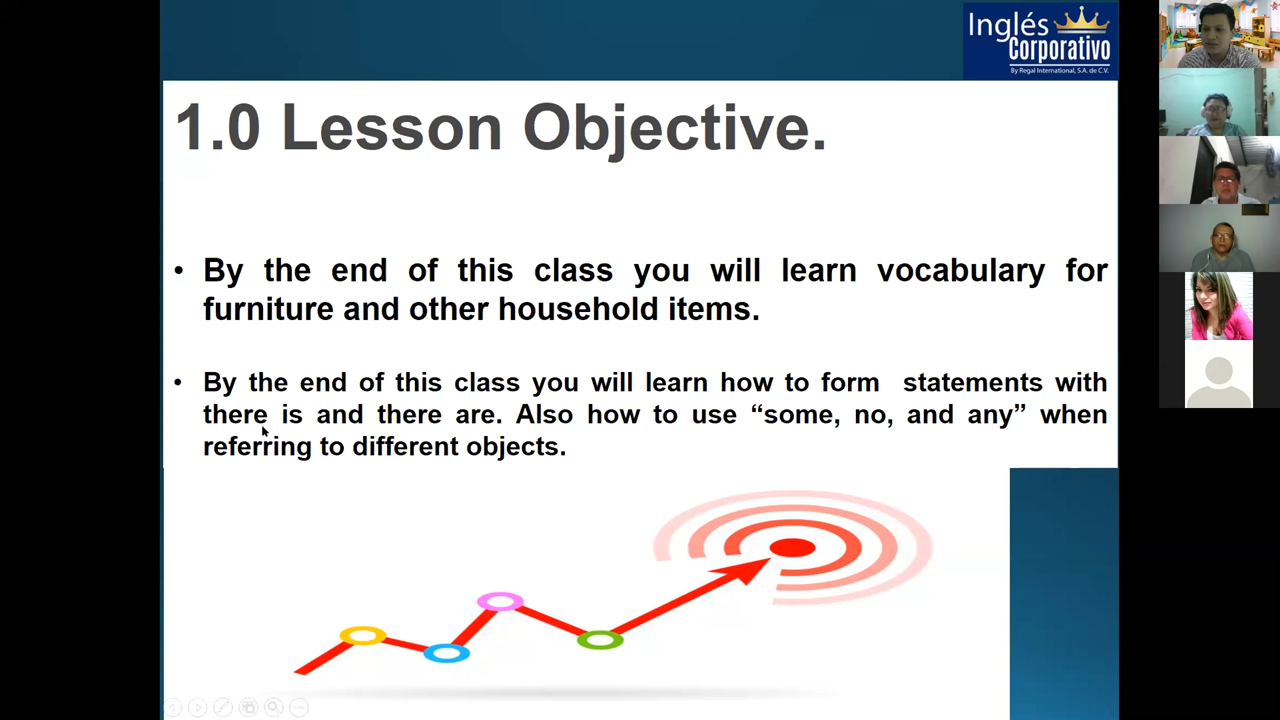 Inglés
Corporativo
By Regal International, S.A. de C.V.
1.0 Lesson Objective.
• By the end of this class you will learn vocabulary for
furniture and other household items.
• By the end of this class you will learn how to form statements with
there is and there are. Also how to use “some, no, and any” when
referring to different objects.